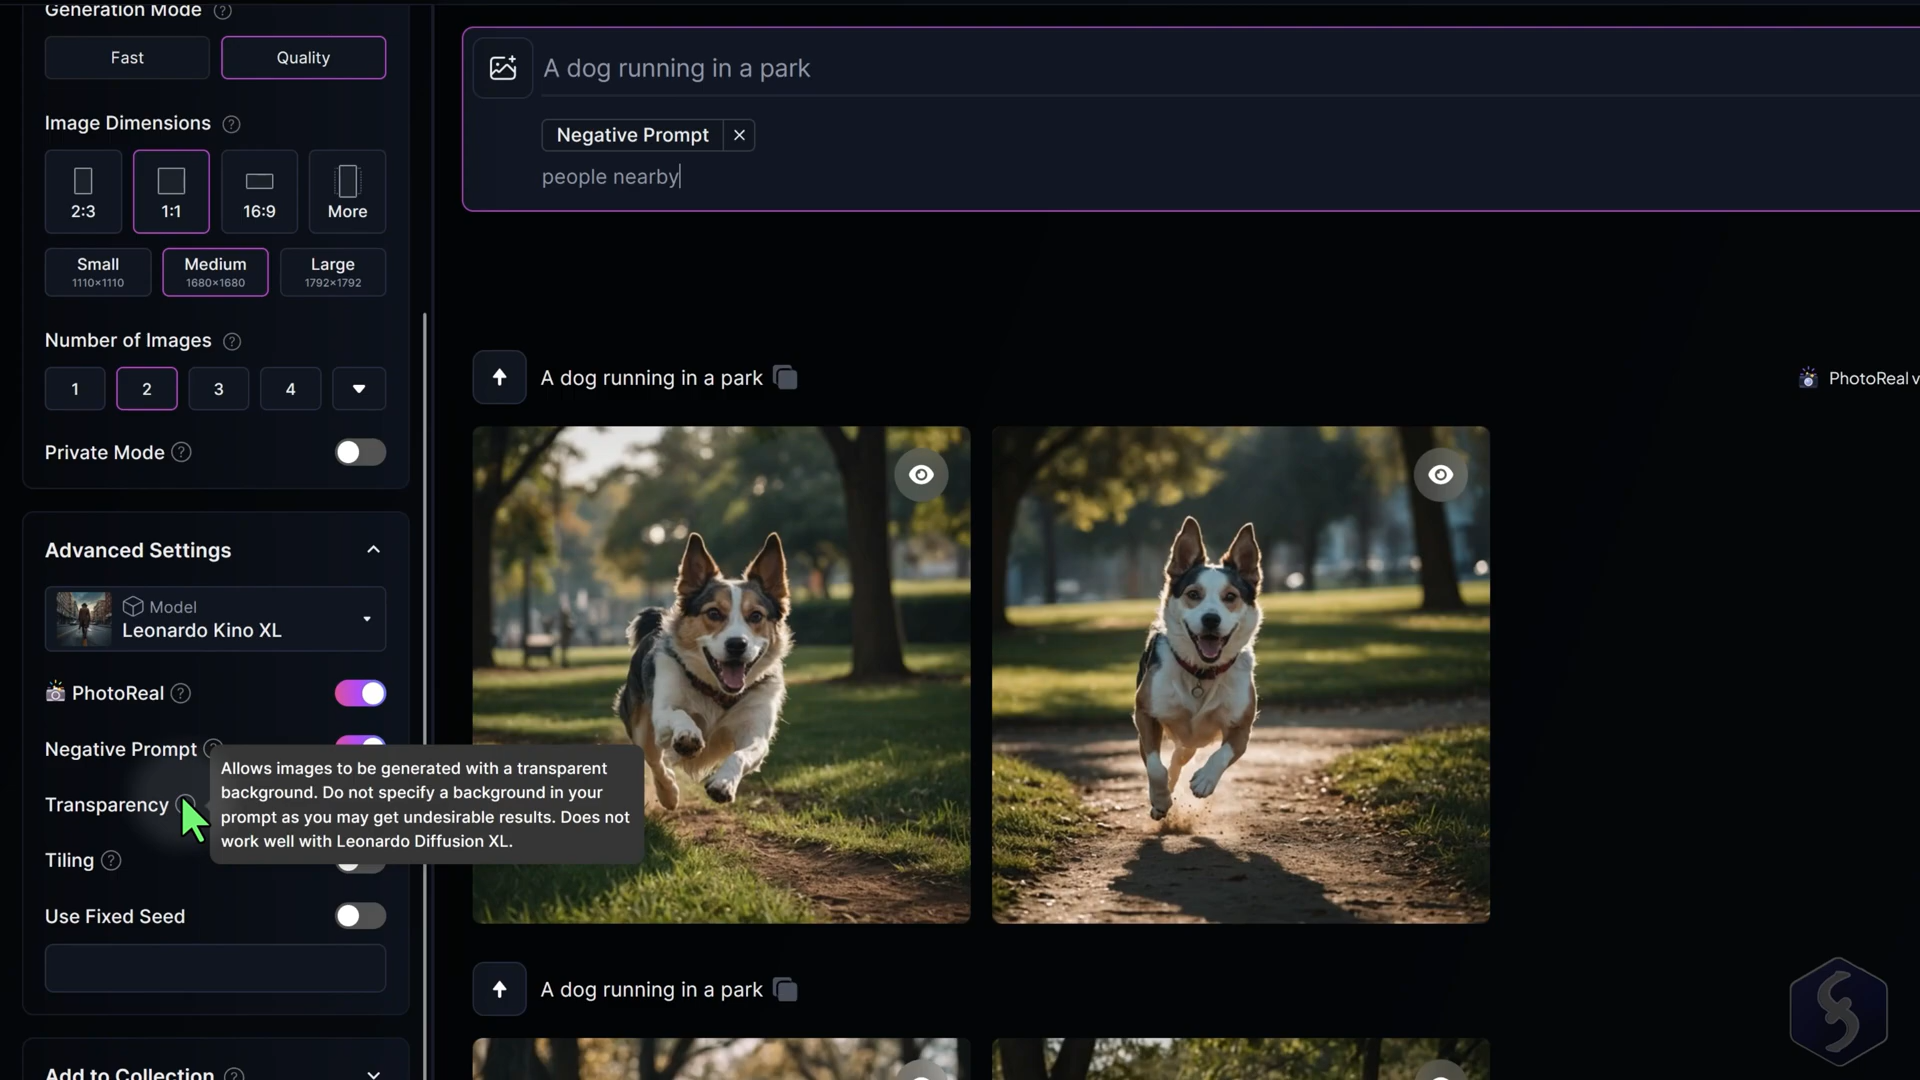 Generation Mode
Fast
Quality
Image Dimensions
2:3
1:1
16:9
More
Small
1110×1110
Medium
1680×1680
Large
1792×1792
Number of Images
1
2
3
4
Private Mode
Advanced Settings
Model
Leonardo Kino XL
PhotoReal
Negative Prompt
Transparency
Allows images to be generated with a transparent
background. Do not specify a background in your
prompt as you may get undesirable results. Does not
work well with Leonardo Diffusion XL.
Tiling
Use Fixed Seed
Add to Collection
A dog running in a park
Negative Prompt
people nearby
A dog running in a park
PhotoReal v
A dog running in a park